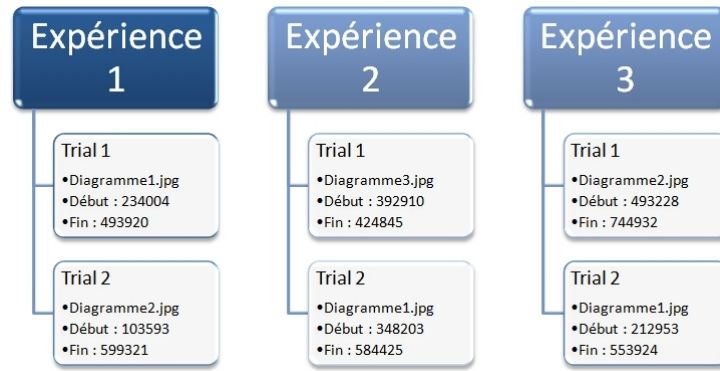 Expérience
1
Trial 1
•Diagramme1.jpg
•Début : 234004
•Fin : 493920
Trial 2
•Diagramme2.jpg
•Début : 103593
•Fin : 599321
Expérience
2
Trial 1
•Diagramme3.jpg
•Début : 392910
•Fin : 424845
Trial 2
•Diagramme1.jpg
•Début : 348203
•Fin : 584425
Expérience
3
Trial 1
•Diagramme2.jpg
•Début : 493228
•Fin : 744932
Trial 2
•Diagramme1.jpg
•Début : 212953
•Fin : 553924